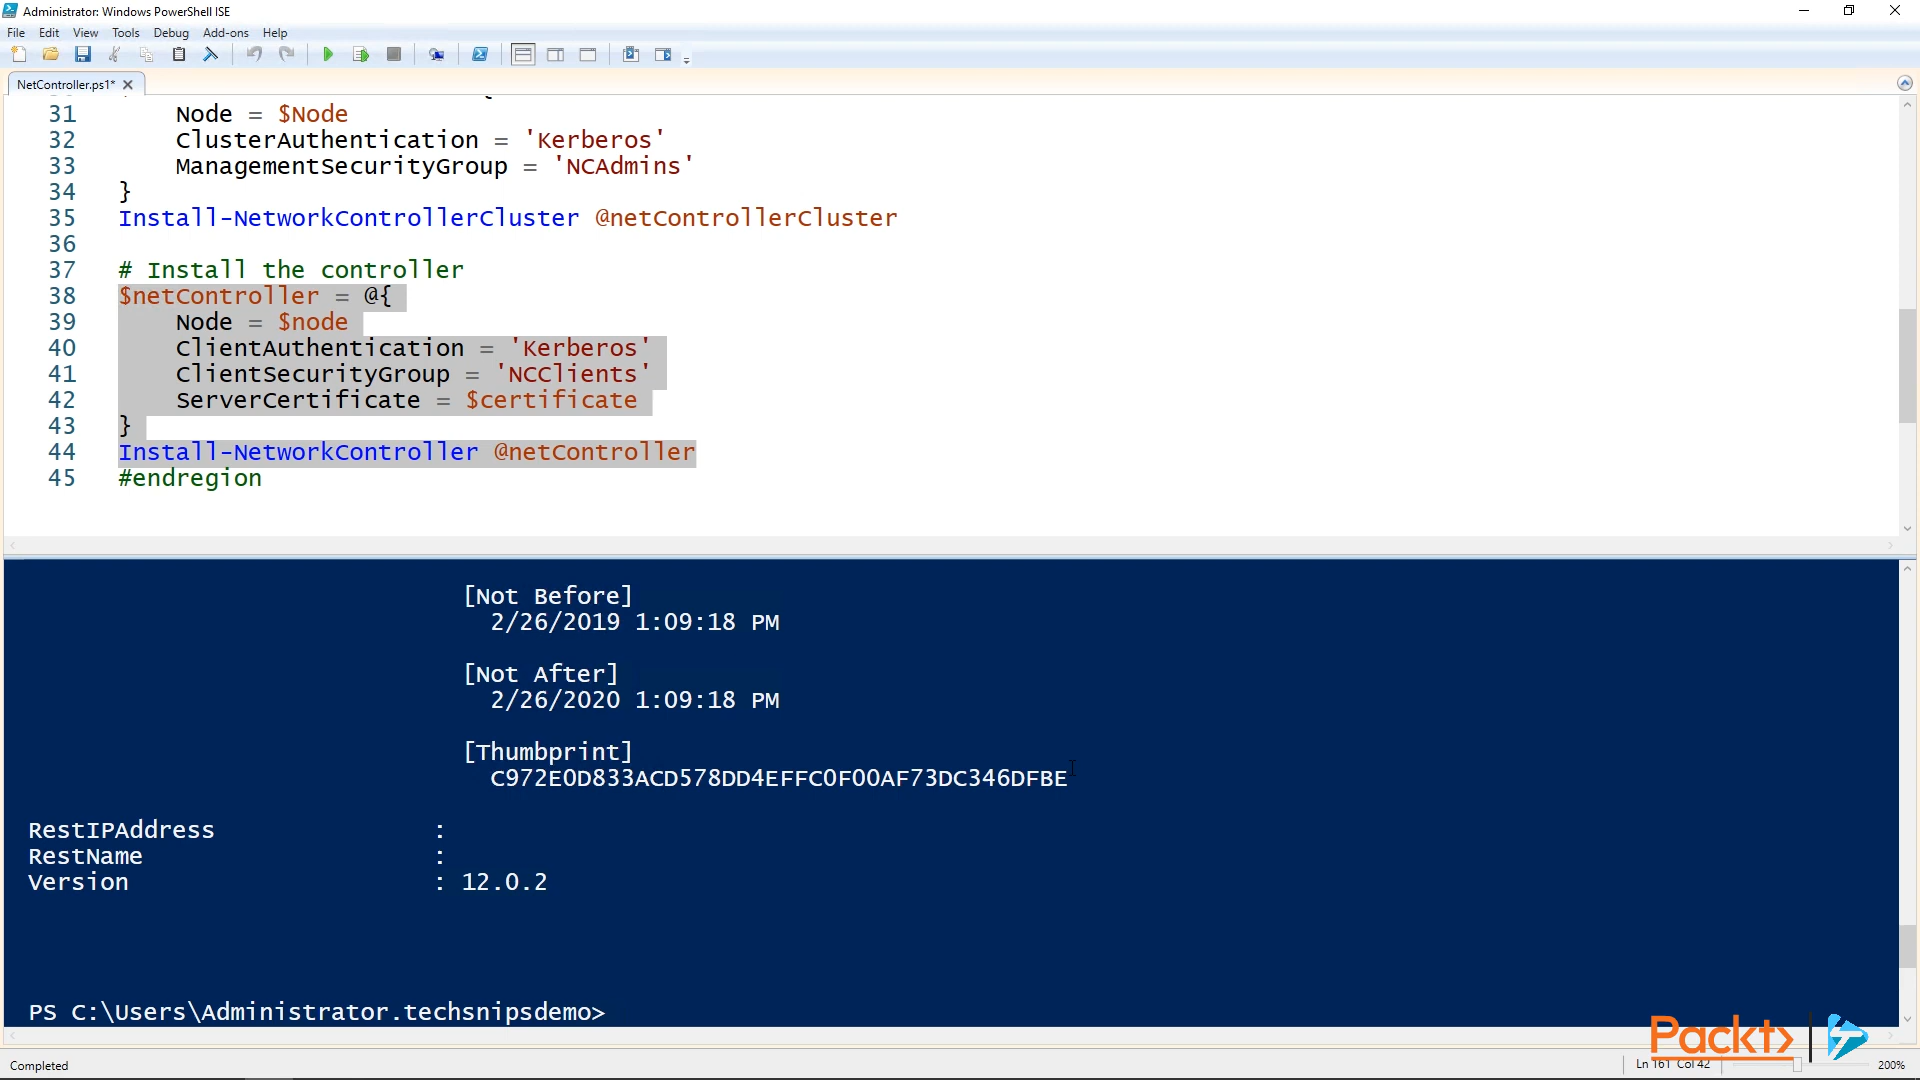 Administrator: Windows PowerShell ISE
File Edit View Tools Debug Add-ons Help
NetController.ps1*
31 Node = $Node
32 ClusterAuthentication = 'Kerberos'
33 ManagementSecurityGroup = 'NCAdmins'
34 }
35 Install-NetworkControllerCluster @netControllerCluster
36
37 # Install the controller
38 $netController = @{
39 Node = $node
40 ClientAuthentication = 'Kerberos'
41 ClientSecurityGroup = 'NCClients'
42 ServerCertificate = $certificate
43 }
44 Install-NetworkController @netController
45 #endregion
[Not Before]
2/26/2019 1:09:18 PM
[Not After]
2/26/2020 1:09:18 PM
[Thumbprint]
C972E0D833ACD578DD4EFFC0F00AF73DC346DFBE
RestIPAddress :
RestName :
Version : 12.0.2
PS C:\Users\Administrator.techsnipsdemo>
Packt>
Completed
Ln 161 Col 42
200%